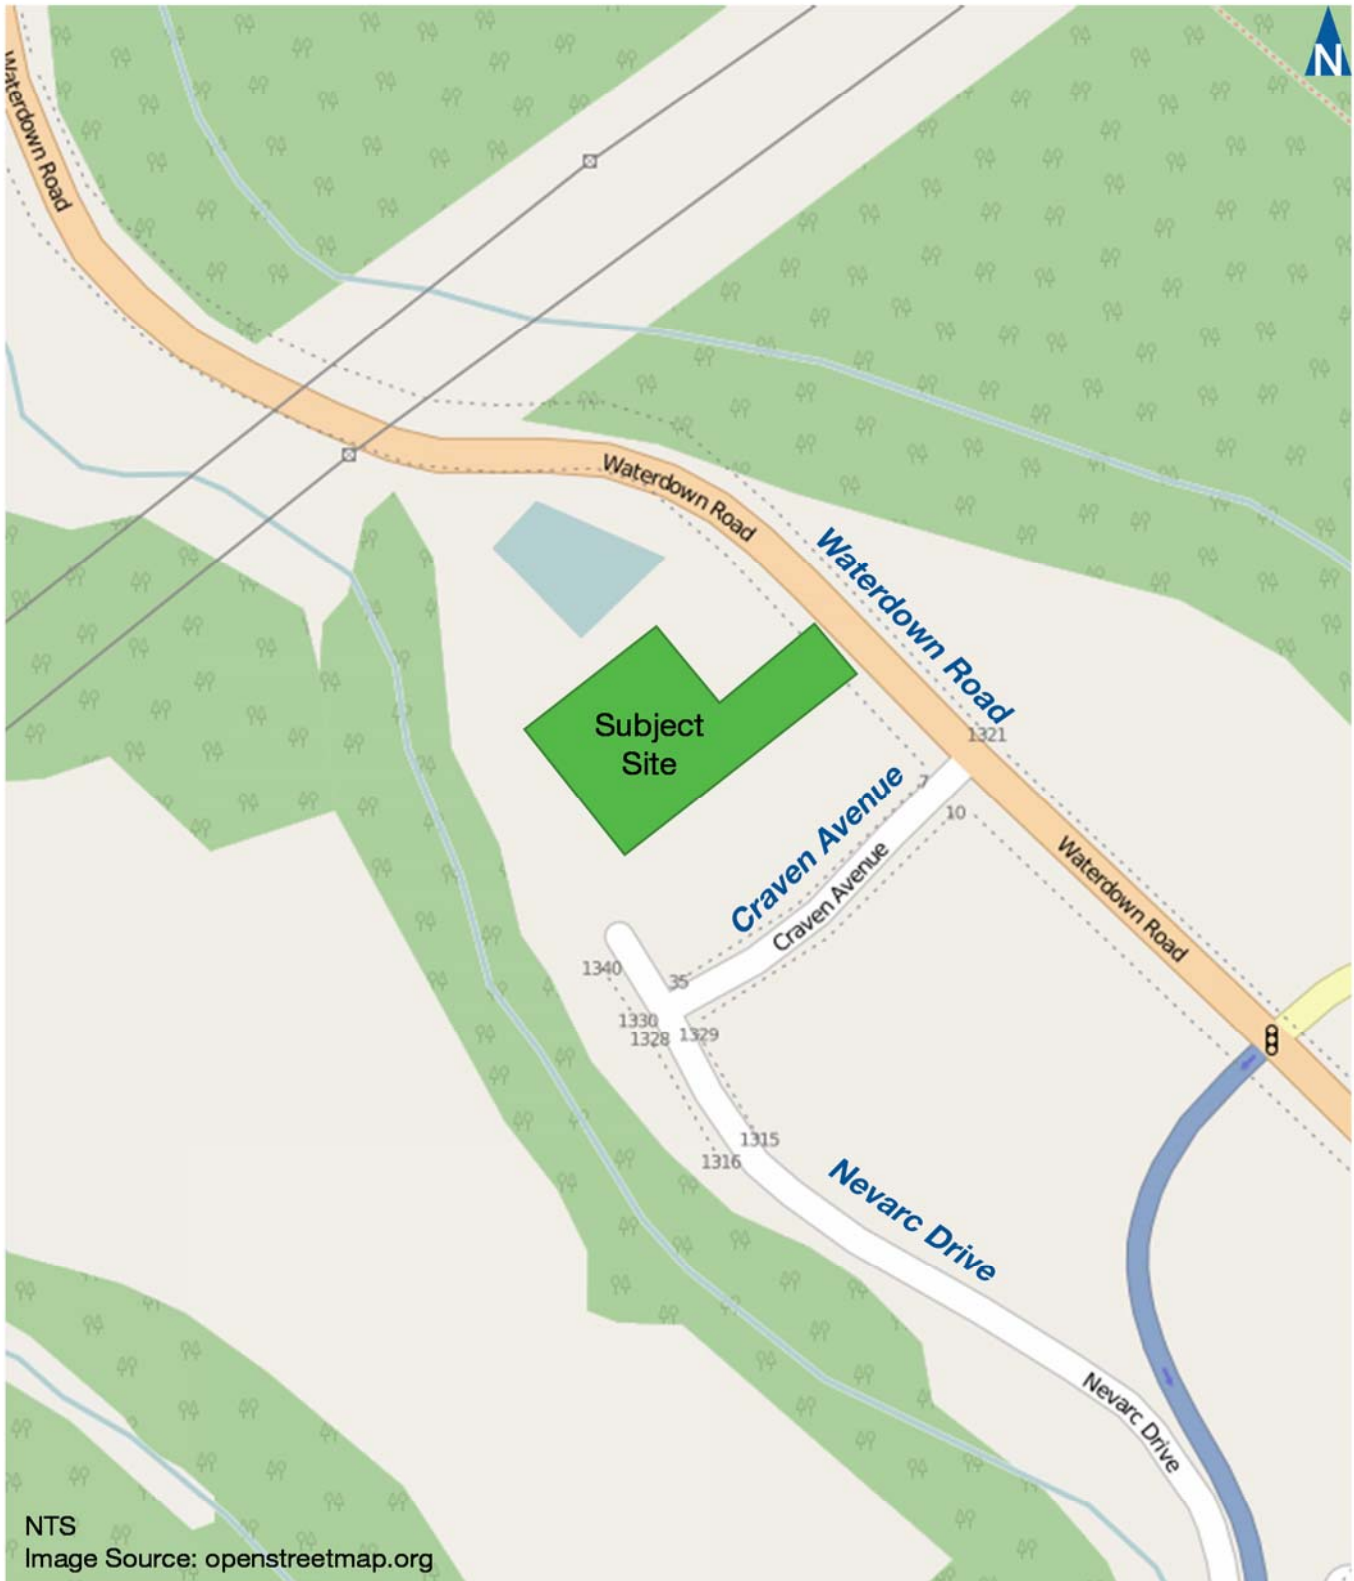 N
Waterdown Road
Waterdown Road
Waterdown Road
1321
Subject
Site
Craven Avenue
7
10
Craven Avenue
Waterdown Road
1340
35
1330
1328
1329
1315
1316
Nevarc Drive
Nevarc Drive
NTS
Image Source: openstreetmap.org